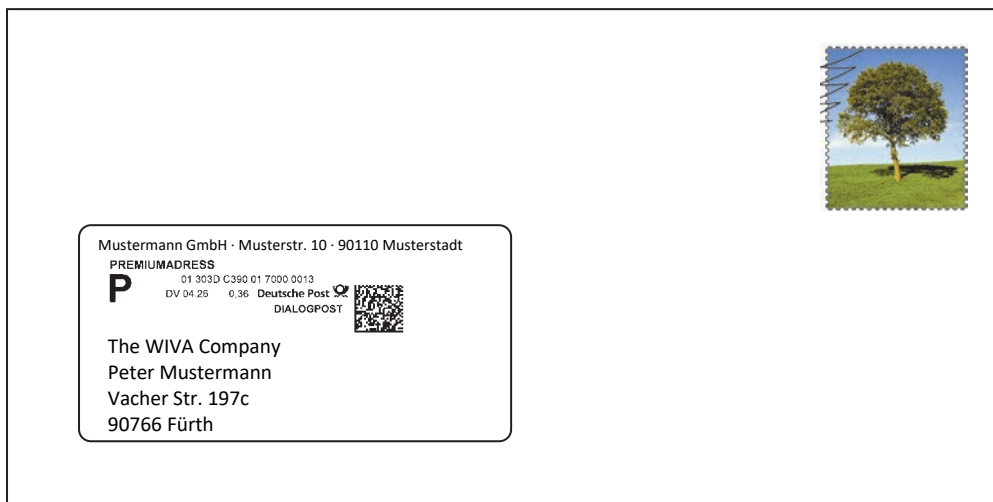 Mustermann GmbH · Musterstr. 10 · 90110 Musterstadt
PREMIUMADRESS
P
01 303D C390 01 7000 0013
DV 04.25 0,36 Deutsche Post
DIALOGPOST
The WIVA Company
Peter Mustermann
Vacher Str. 197c
90766 Fürth